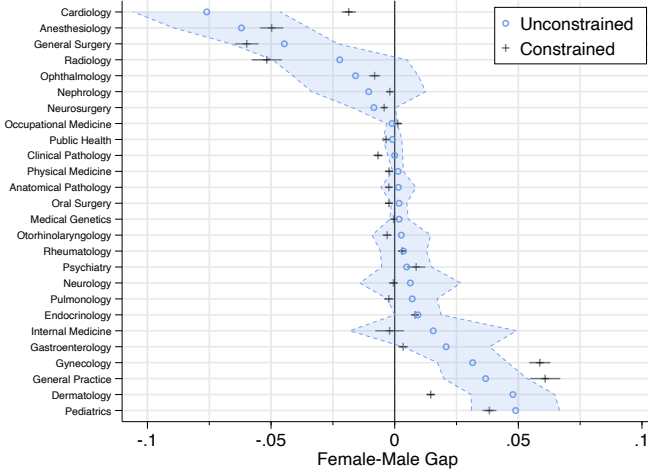 Cardiology
Unconstrained
Constrained
Anesthesiology
General Surgery
Radiology
Ophthalmology
Nephrology
Neurosurgery
Occupational Medicine
Public Health
Clinical Pathology
Physical Medicine
Anatomical Pathology
Oral Surgery
Medical Genetics
Otorhinolaryngology
Rheumatology
Psychiatry
Neurology
Pulmonology
Endocrinology
Internal Medicine
Gastroenterology
Gynecology
General Practice
Dermatology
Pediatrics
-.1 -.05 0 .05 .1
Female-Male Gap